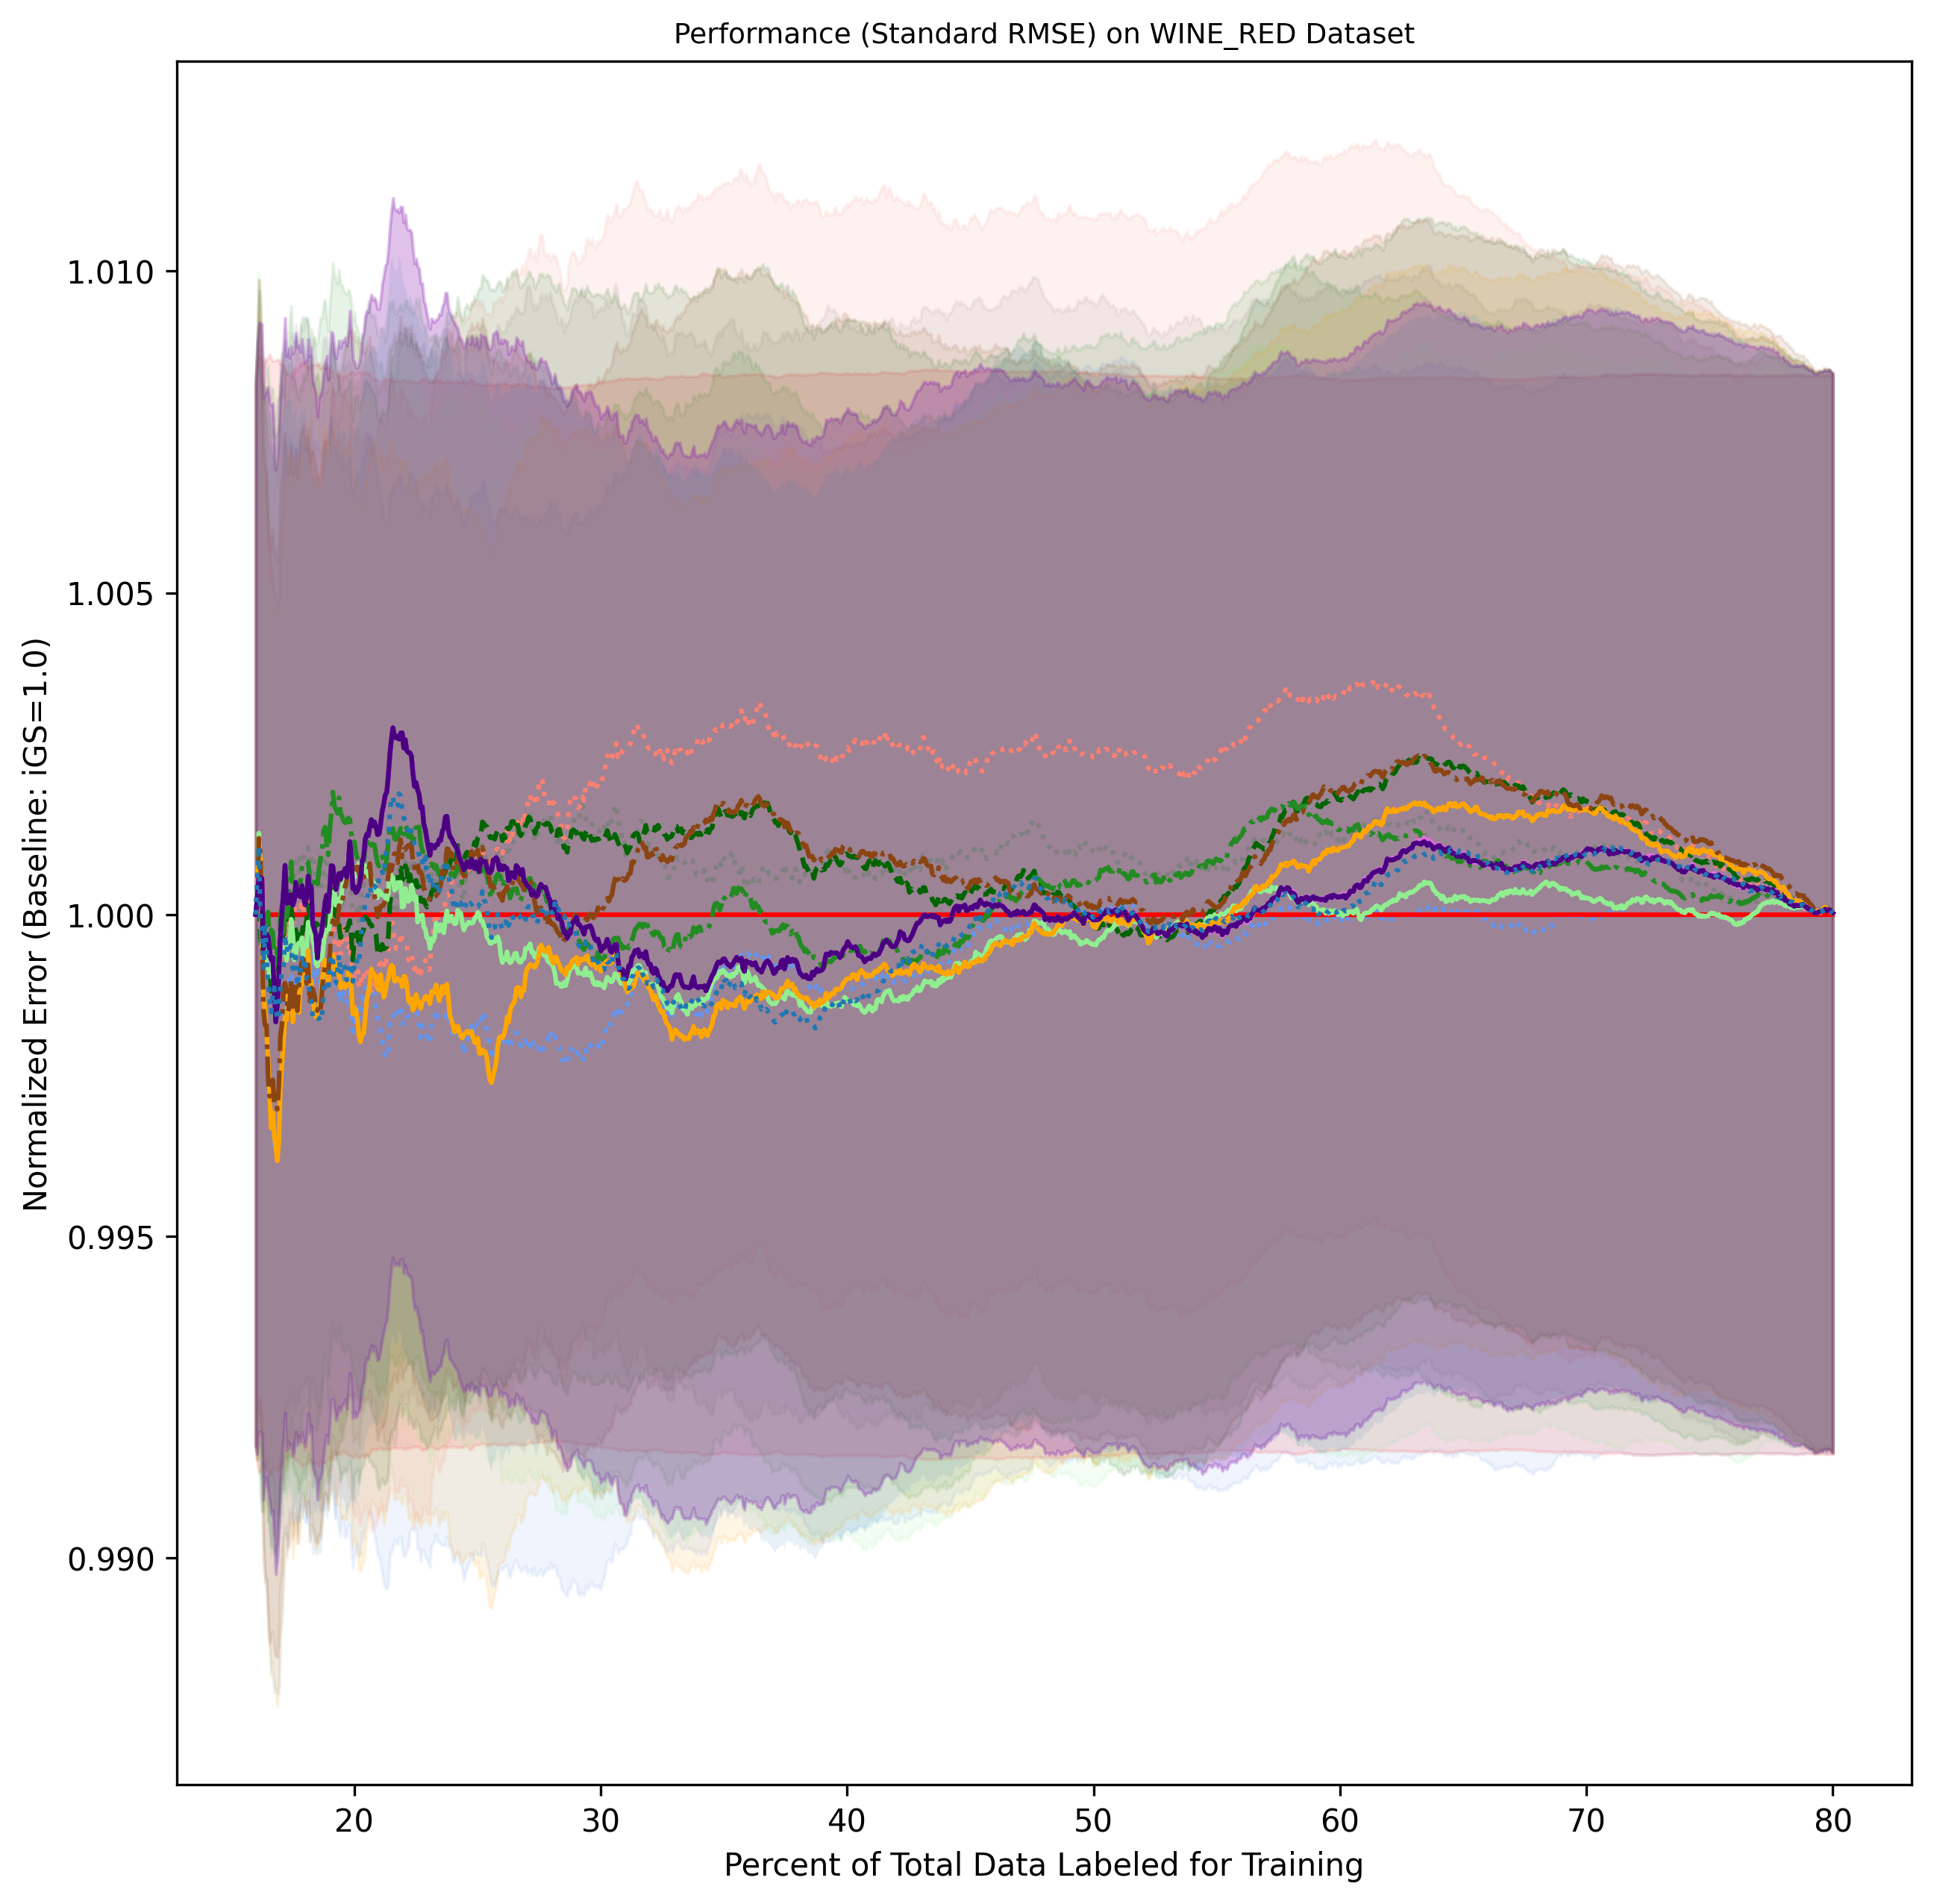 Performance (Standard RMSE) on WINE_RED Dataset
Normalized Error (Baseline: iGS=1.0)
1.010
1.005
1.000
0.995
0.990
20 30 40 50 60 70 80
Percent of Total Data Labeled for Training